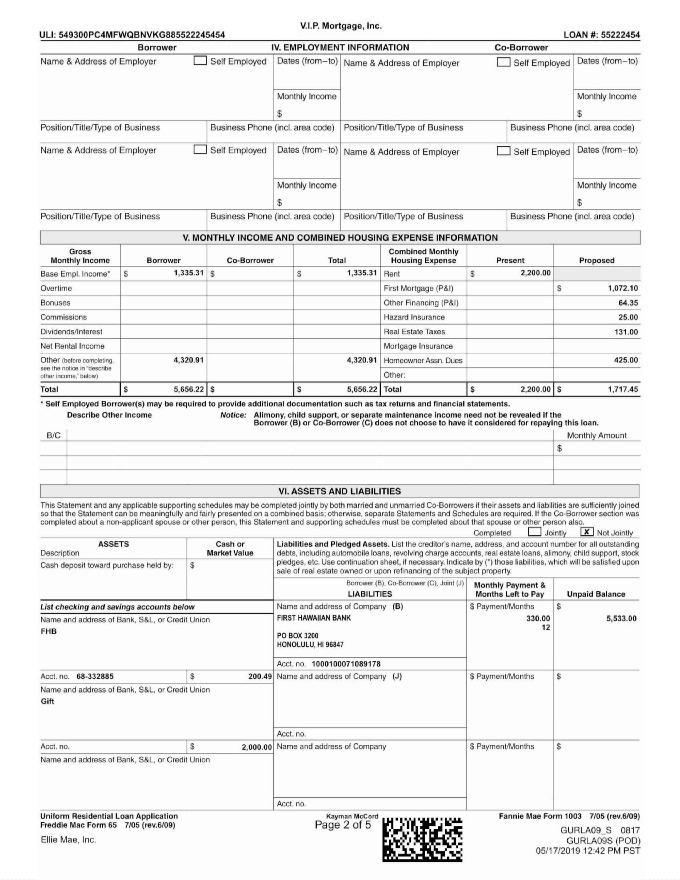 V.I.P. Mortgage, Inc.
ULI: 549300PC4MFWQBNVKG885522245454 LOAN #: 55222454
Borrower IV. EMPLOYMENT INFORMATION Co-Borrower
Name & Address of Employer Self Employed Dates (from–to) Name & Address of Employer Self Employed Dates (from–to)
Monthly Income Monthly Income
$ $
Position/Title/Type of Business Business Phone (incl. area code) Position/Title/Type of Business Business Phone (incl. area code)
Name & Address of Employer Self Employed Dates (from–to) Name & Address of Employer Self Employed Dates (from–to)
Monthly Income Monthly Income
$ $
Position/Title/Type of Business Business Phone (incl. area code) Position/Title/Type of Business Business Phone (incl. area code)
V. MONTHLY INCOME AND COMBINED HOUSING EXPENSE INFORMATION
Gross Combined Monthly
Monthly Income Borrower Co-Borrower Total Housing Expense Present Proposed
Base Empl. Income* $ 1,335.31 $ $ 1,335.31 Rent $ 2,200.00
Overtime First Mortgage (P&I) $ 1,072.10
Bonuses Other Financing (P&I) 64.35
Commissions Hazard Insurance 25.00
Dividends/Interest Real Estate Taxes 131.00
Net Rental Income Mortgage Insurance
Other (before completing, 4,320.91 4,320.91 Homeowner Assn. Dues 425.00
see the notice in "describe
other income," below) Other:
Total $ 5,656.22 $ $ 5,656.22 Total $ 2,200.00 $ 1,717.45
* Self Employed Borrower(s) may be required to provide additional documentation such as tax returns and financial statements.
Describe Other Income Notice: Alimony, child support, or separate maintenance income need not be revealed if the
Borrower (B) or Co-Borrower (C) does not choose to have it considered for repaying this loan.
B/C Monthly Amount
$
VI. ASSETS AND LIABILITIES
This Statement and any applicable supporting schedules may be completed jointly by both married and unmarried Co-Borrowers if their assets and liabilities are sufficiently joined
so that the Statement can be meaningfully and fairly presented on a combined basis; otherwise, separate Statements and Schedules are required. If the Co-Borrower section was
completed about a non-applicant spouse or other person, this Statement and supporting schedules must be completed about that spouse or other person also.
Completed Jointly X Not Jointly
ASSETS Cash or Liabilities and Pledged Assets. List the creditor's name, address, and account number for all outstanding
Description Market Value debts, including automobile loans, revolving charge accounts, real estate loans, alimony, child support, stock
Cash deposit toward purchase held by: $ pledges, etc. Use continuation sheet, if necessary. Indicate by (*) those liabilities, which will be satisfied upon
sale of real estate owned or upon refinancing of the subject property.
Borrower (B), Co-Borrower (C), Joint (J) Monthly Payment &
LIABILITIES Months Left to Pay Unpaid Balance
List checking and savings accounts below Name and address of Company (B) $ Payment/Months $
Name and address of Bank, S&L, or Credit Union FIRST HAWAIIAN BANK 330.00 5,533.00
FHB 12
PO BOX 3200
HONOLULU, HI 96847
Acct. no. 1000100071089178
Acct. no. 68-332885 $ 200.49 Name and address of Company (J) $ Payment/Months $
Name and address of Bank, S&L, or Credit Union
Gift
Acct. no.
Acct. no. $ 2,000.00 Name and address of Company $ Payment/Months $
Name and address of Bank, S&L, or Credit Union
Acct. no.
Uniform Residential Loan Application Kayman McCord Fannie Mae Form 1003 7/05 (rev.6/09)
Freddie Mac Form 65 7/05 (rev.6/09) Page 2 of 5
Ellie Mae, Inc. GURLA09_S 0817
GURLA09S (POD)
05/17/2019 12:42 PM PST